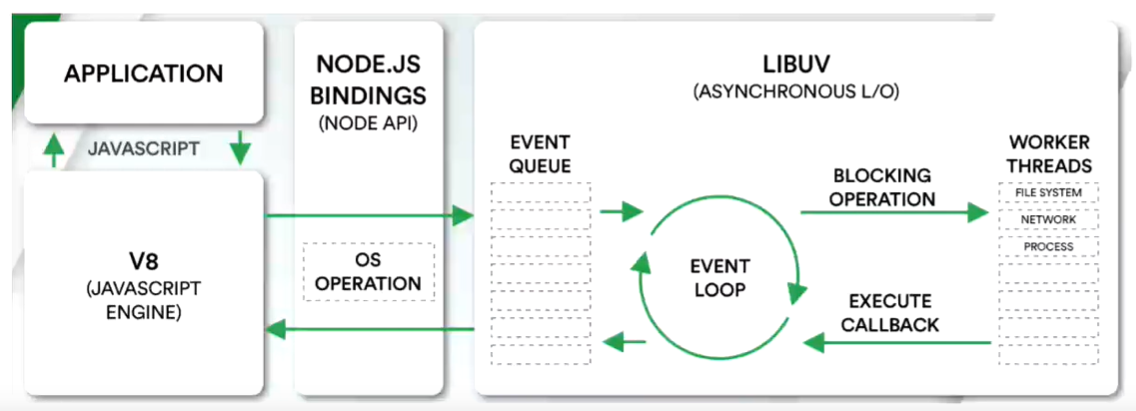 APPLICATION
JAVASCRIPT
V8
(JAVASCRIPT
ENGINE)
NODE.JS
BINDINGS
(NODE API)
OS
OPERATION
LIBUV
(ASYNCHRONOUS L/O)
EVENT
QUEUE
EVENT
LOOP
BLOCKING
OPERATION
EXECUTE
CALLBACK
WORKER
THREADS
FILE SYSTEM
NETWORK
PROCESS